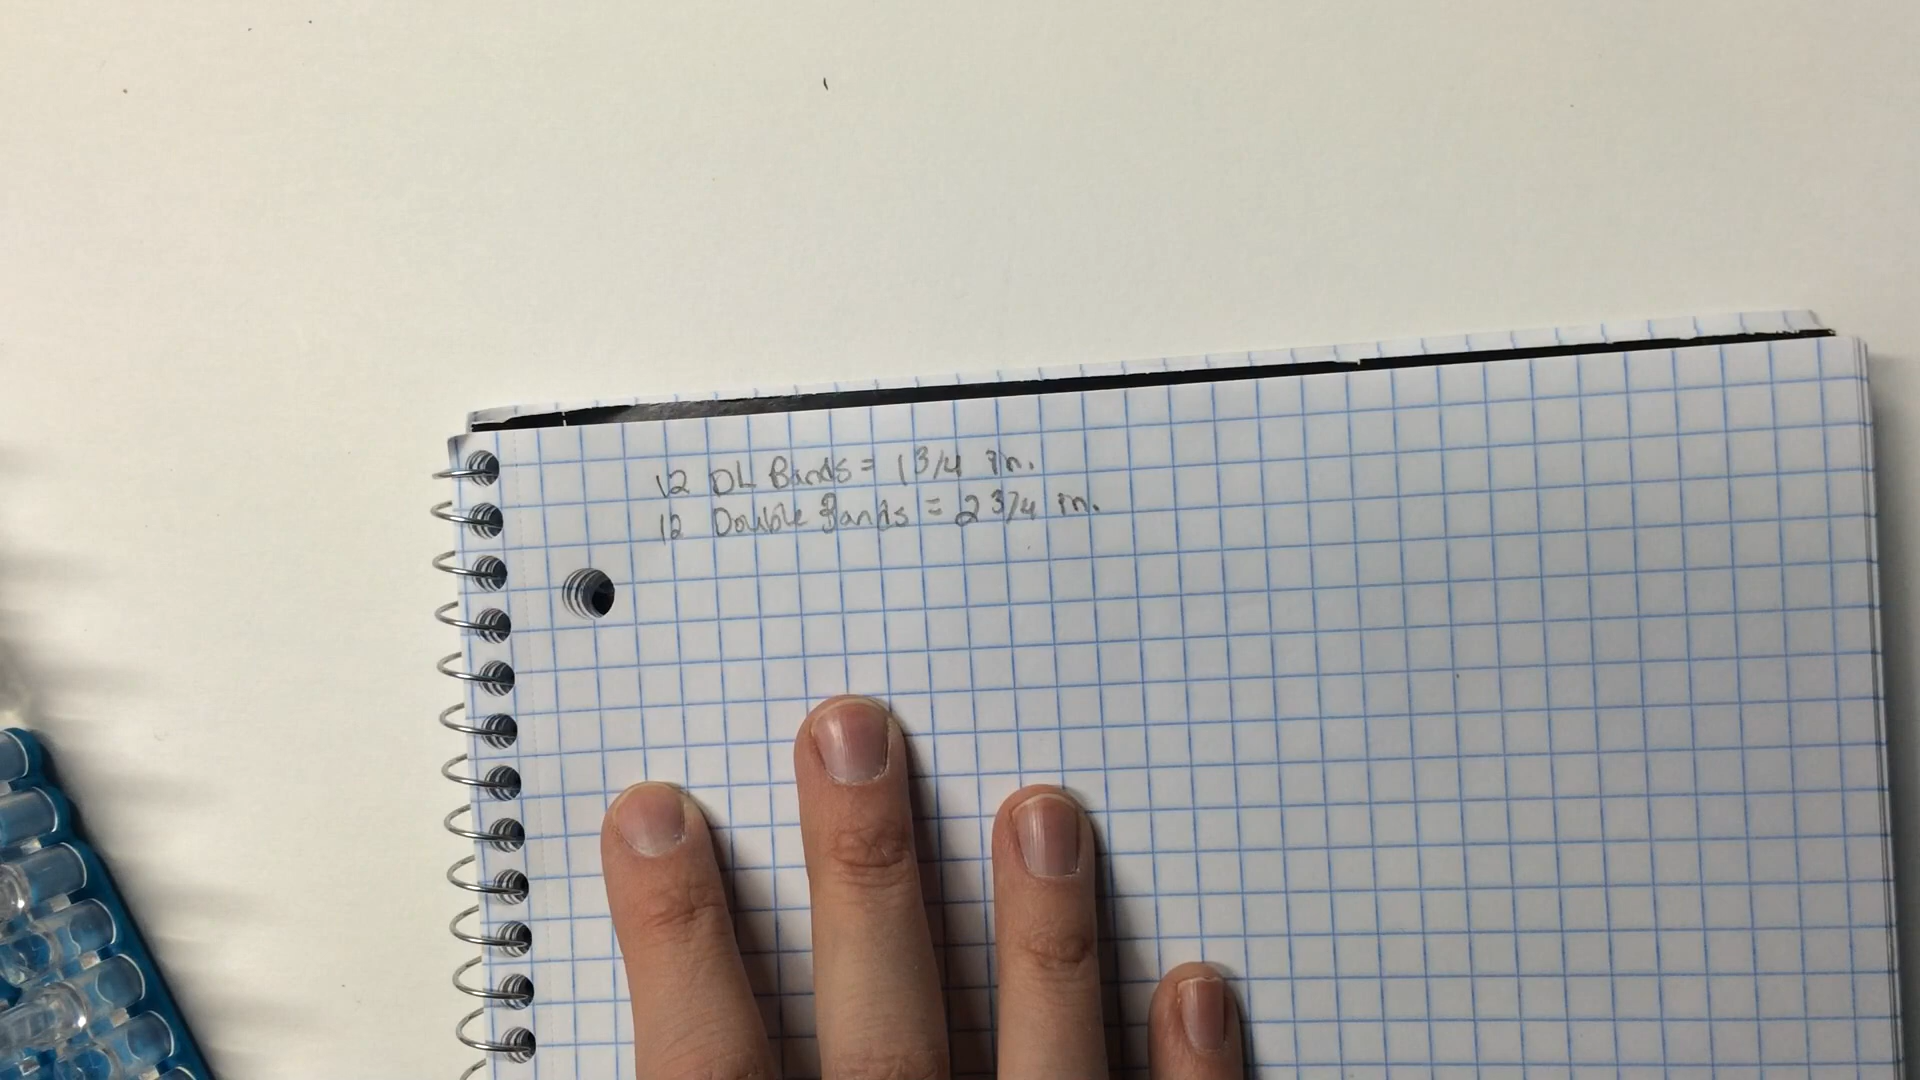 12 DL Bands = 1 3/4 in.
12 Double Bands = 2 3/4 in.